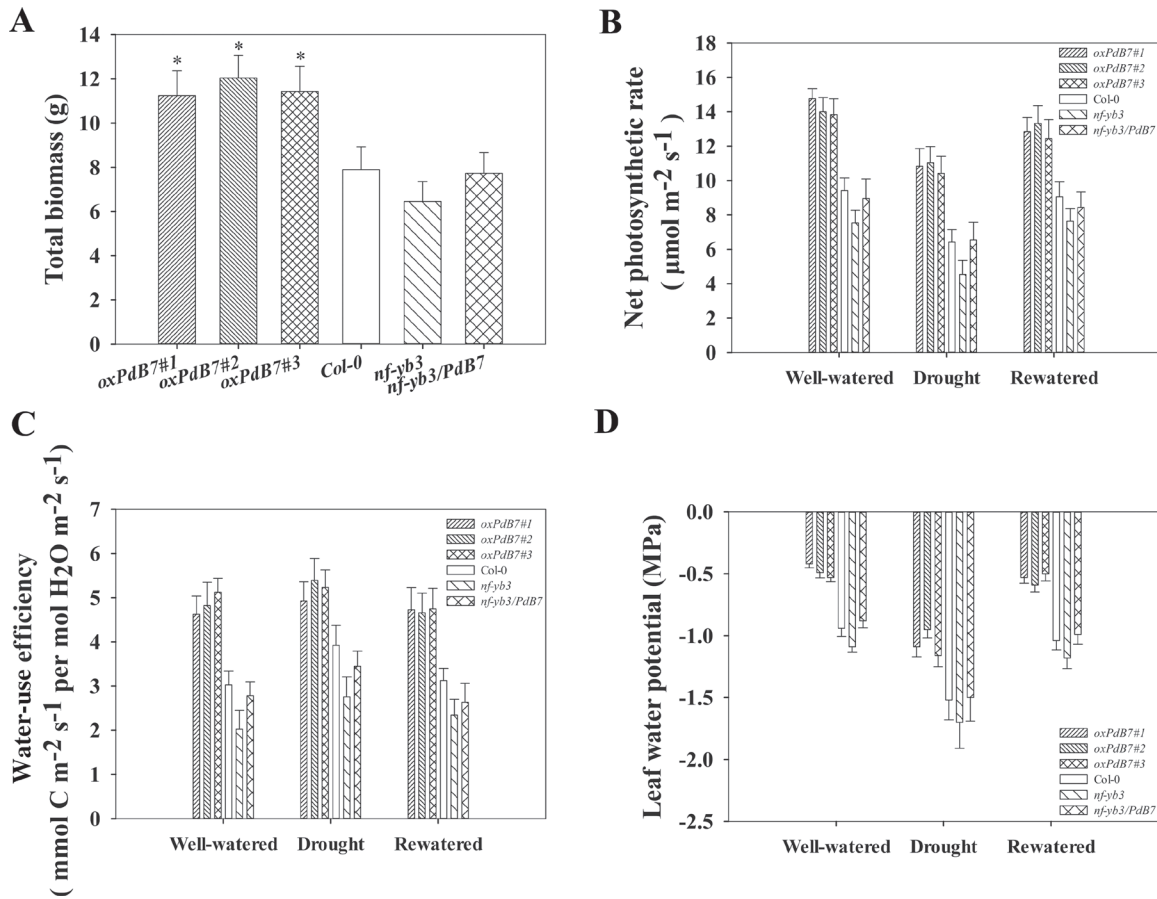 A
Total biomass (g)
14
12
10
8
6
4
2
0
*
*
*
oxPdB7#1
oxPdB7#2
oxPdB7#3
Col-0
nf-yb3
nf-yb3/PdB7
B
Net photosynthetic rate
( μmol m⁻² s⁻¹ )
18
16
14
12
10
8
6
4
2
0
oxPdB7#1
oxPdB7#2
oxPdB7#3
Col-0
nf-yb3
nf-yb3/PdB7
Well-watered
Drought
Rewatered
C
Water-use efficiency
( mmol C m⁻² s⁻¹ per mol H2O m⁻² s⁻¹ )
7
6
5
4
3
2
1
0
oxPdB7#1
oxPdB7#2
oxPdB7#3
Col-0
nf-yb3
nf-yb3/PdB7
Well-watered
Drought
Rewatered
D
Leaf water potential (MPa)
0.0
-0.5
-1.0
-1.5
-2.0
-2.5
oxPdB7#1
oxPdB7#2
oxPdB7#3
Col-0
nf-yb3
nf-yb3/PdB7
Well-watered
Drought
Rewatered